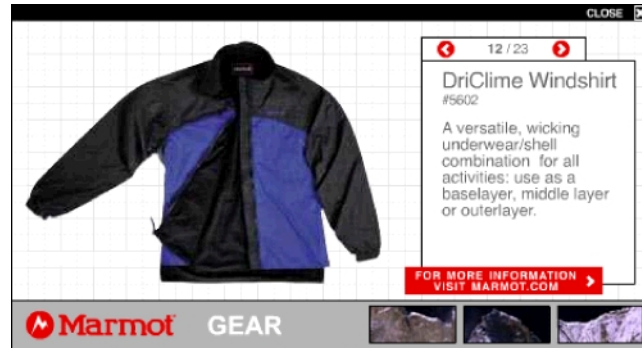 CLOSE
12 / 23
DriClime Windshirt
#5602
A versatile, wicking
underwear/shell
combination for all
activities: use as a
baselayer, middle layer
or outerlayer.
FOR MORE INFORMATION
VISIT MARMOT.COM
Marmot GEAR